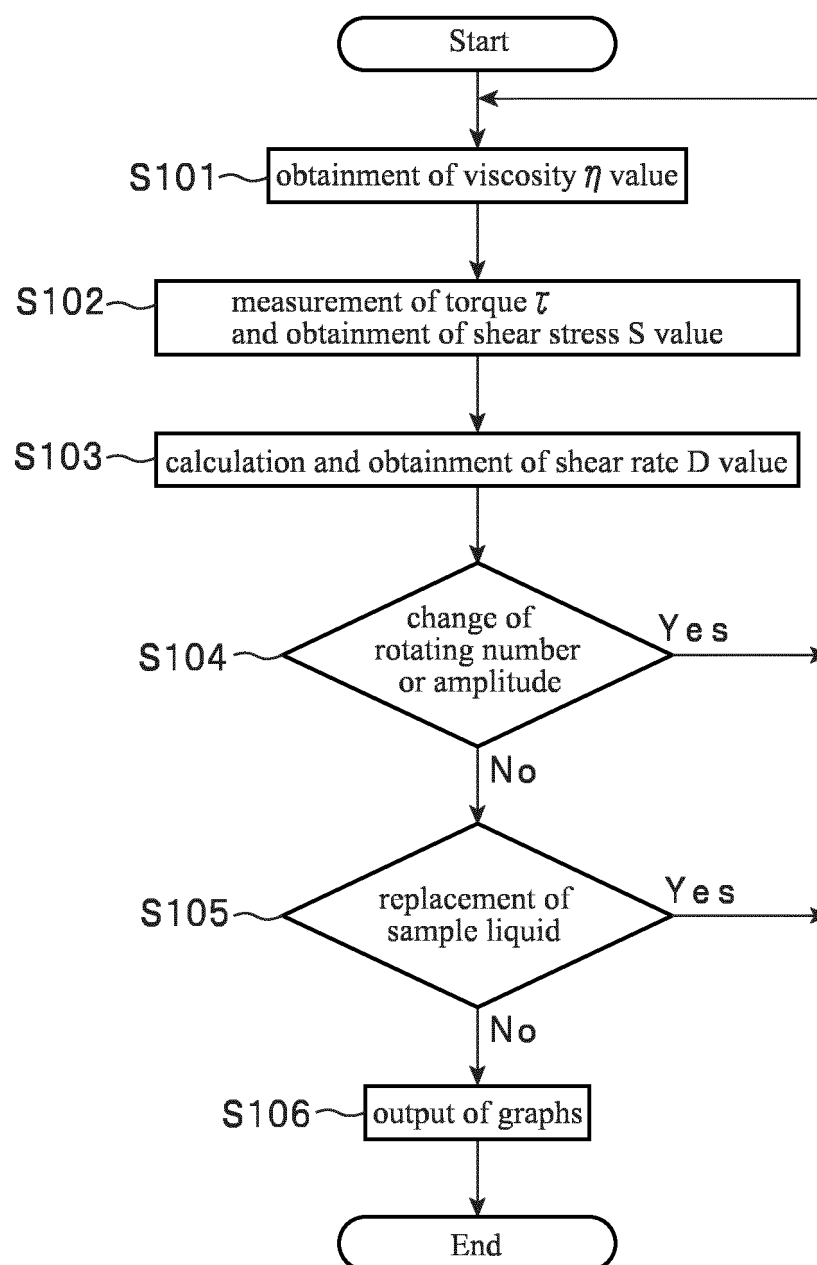 Start
S101
obtainment of viscosity η value
S102
measurement of torque τ
and obtainment of shear stress S value
S103
calculation and obtainment of shear rate D value
S104
change of
rotating number
or amplitude
Yes
No
S105
replacement of
sample liquid
Yes
No
S106
output of graphs
End